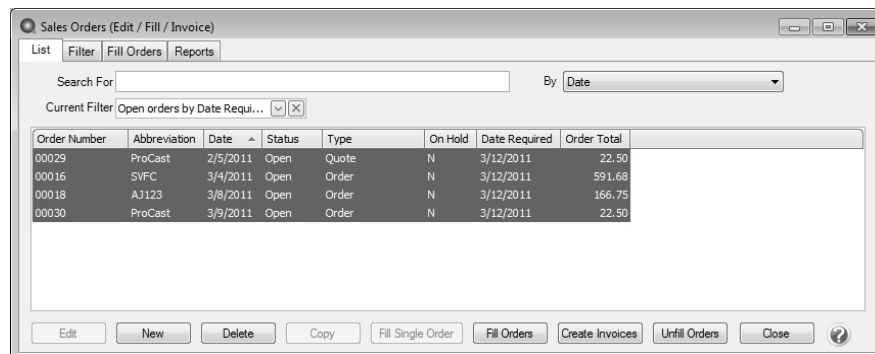 Sales Orders (Edit / Fill / Invoice)
List Filter Fill Orders Reports
Search For By Date
Current Filter Open orders by Date Requi...
Order Number Abbreviation Date Status Type On Hold Date Required Order Total
00029 ProCast 2/5/2011 Open Quote N 3/12/2011 22.50
00016 SVFC 3/4/2011 Open Order N 3/12/2011 591.68
00018 AJ123 3/8/2011 Open Order N 3/12/2011 166.75
00030 ProCast 3/9/2011 Open Order N 3/12/2011 22.50
Edit New Delete Copy Fill Single Order Fill Orders Create Invoices Unfill Orders Close ?